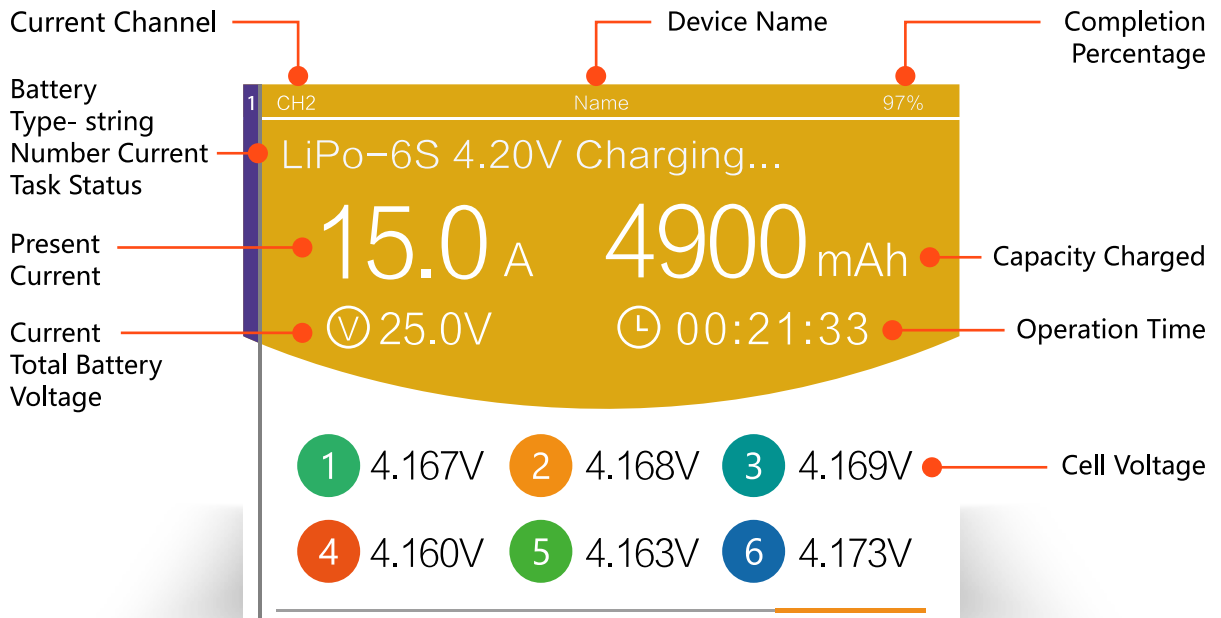 Current Channel
Device Name
Completion
Percentage
Battery
Type- string
Number Current
Task Status
1
CH2
Name
97%
LiPo-6S 4.20V Charging...
Present
Current
15.0 A
4900 mAh
Capacity Charged
Current
Total Battery
Voltage
V 25.0V
00:21:33
Operation Time
1 4.167V
2 4.168V
3 4.169V
Cell Voltage
4 4.160V
5 4.163V
6 4.173V